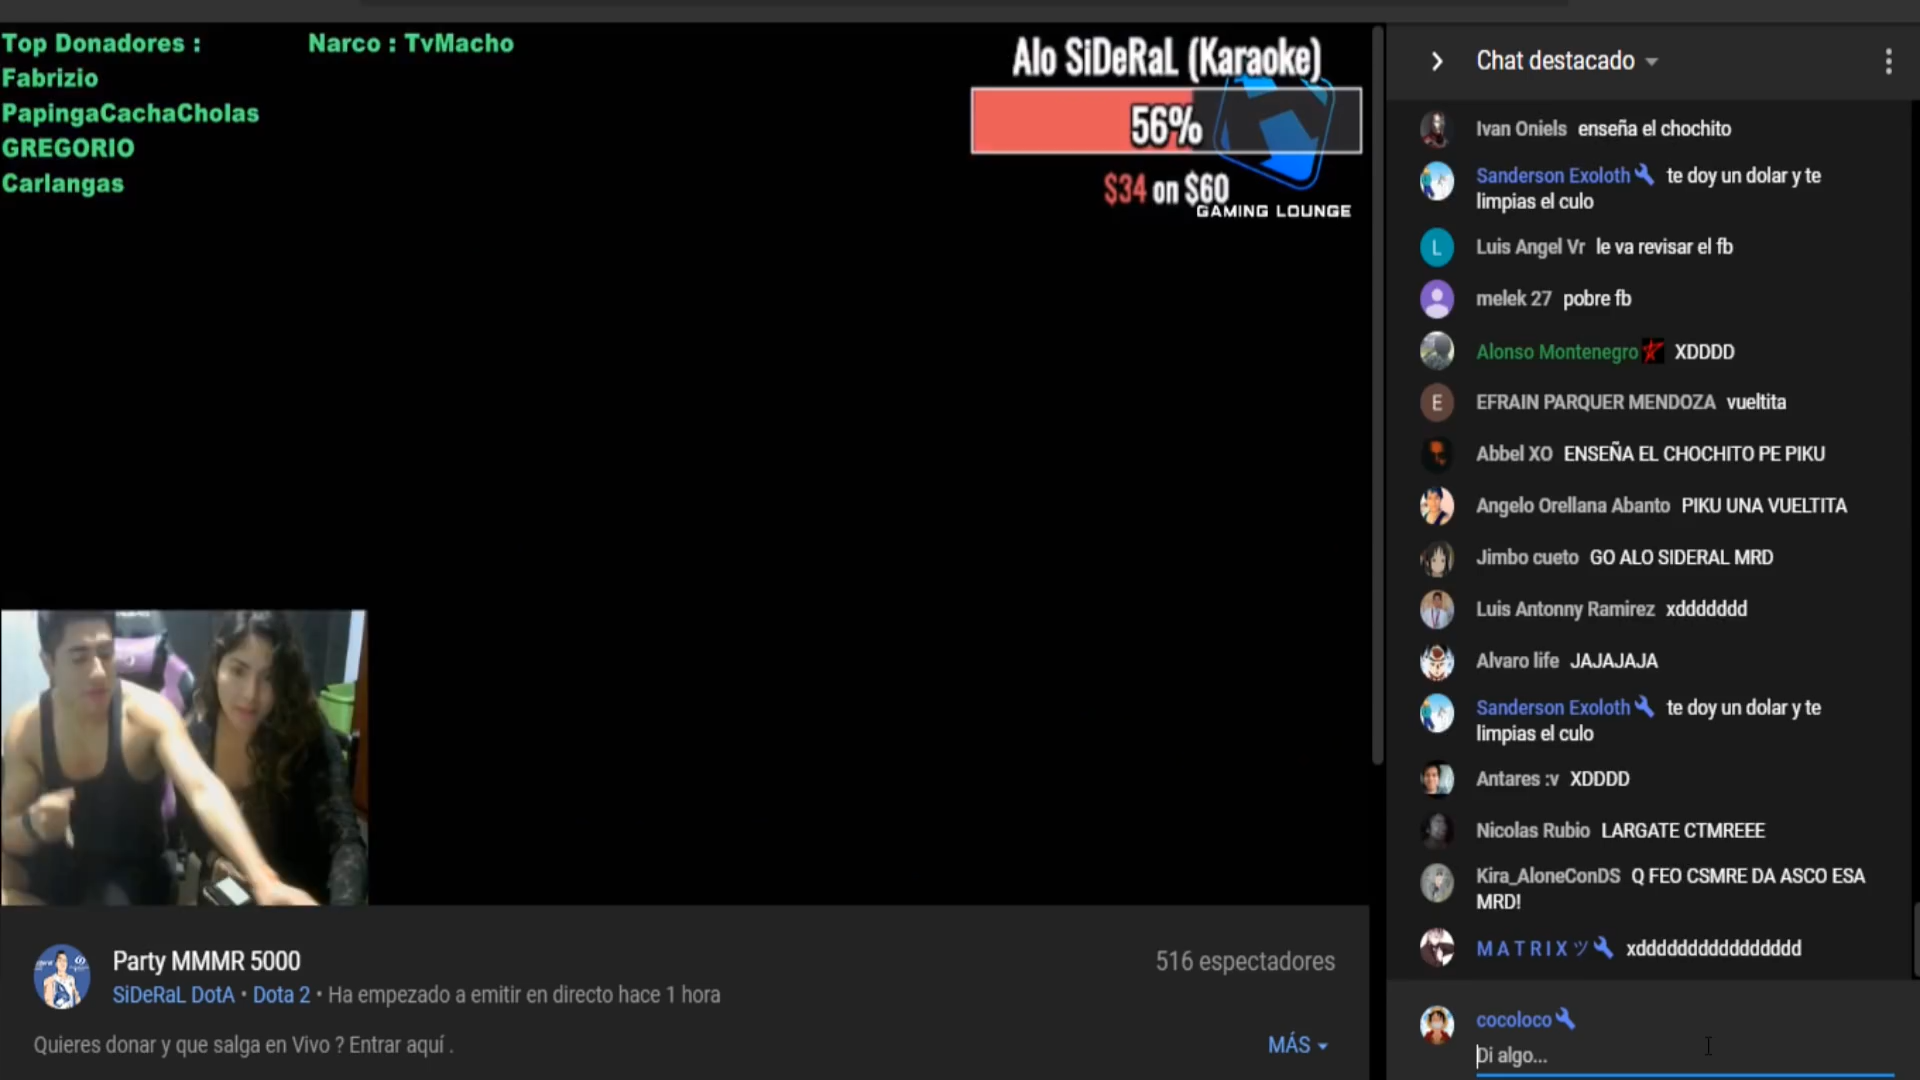 Top Donadores :
Narco : TvMacho
Fabrizio
PapingaCachaCholas
GREGORIO
Carlangas
Alo SiDeRaL (Karaoke)
56%
$34 on $60
GAMING LOUNGE
Party MMMR 5000
516 espectadores
SiDeRaL DotA • Dota 2 • Ha empezado a emitir en directo hace 1 hora
Quieres donar y que salga en Vivo ? Entrar aquí .
MÁS
Chat destacado
Ivan Oniels enseña el chochito
Sanderson Exoloth te doy un dolar y te
limpias el culo
L
Luis Angel Vr le va revisar el fb
melek 27 pobre fb
Alonso Montenegro XDDDD
E
EFRAIN PARQUER MENDOZA vueltita
Abbel XO ENSEÑA EL CHOCHITO PE PIKU
Angelo Orellana Abanto PIKU UNA VUELTITA
Jimbo cueto GO ALO SIDERAL MRD
Luis Antonny Ramirez xddddddd
Alvaro life JAJAJAJA
Sanderson Exoloth te doy un dolar y te
limpias el culo
Antares :v XDDDD
Nicolas Rubio LARGATE CTMREEE
Kira_AloneConDS Q FEO CSMRE DA ASCO ESA
MRD!
M A T R I X ツ xdddddddddddddddd
cocoloco
Di algo...